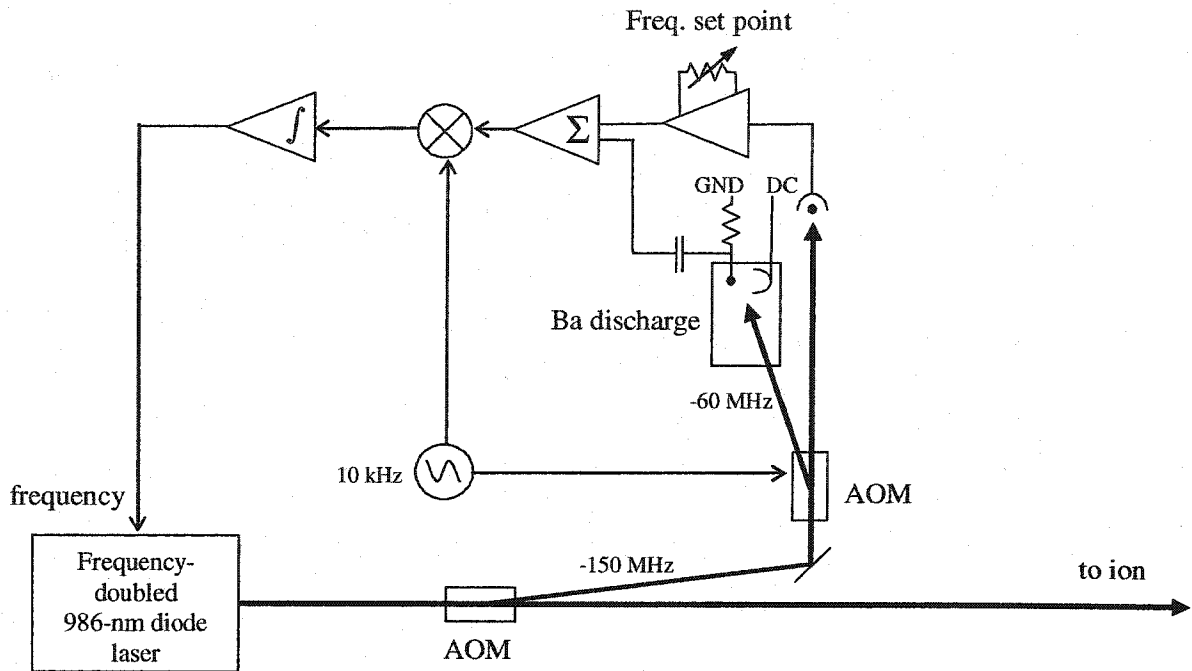 Freq. set point
∫
Σ
GND
DC
Ba discharge
-60 MHz
10 kHz
AOM
frequency
-150 MHz
to ion
Frequency-
doubled
986-nm diode
laser
AOM